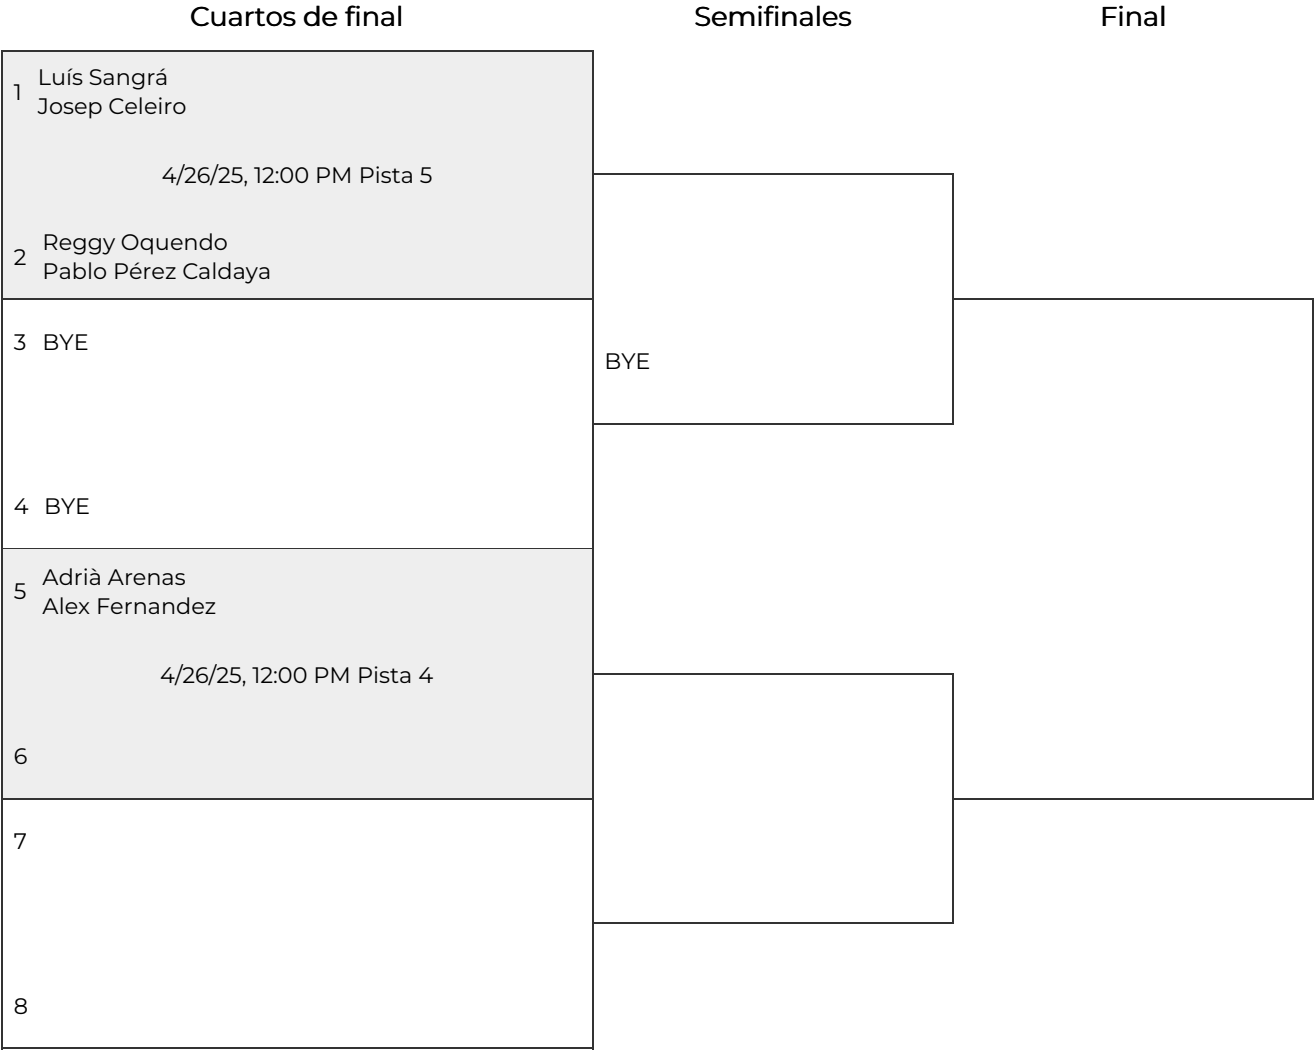 Cuartos de final
Semifinales
Final
1
Luís Sangrá
Josep Celeiro
4/26/25, 12:00 PM Pista 5
2
Reggy Oquendo
Pablo Pérez Caldaya
3 BYE
BYE
4 BYE
5
Adrià Arenas
Alex Fernandez
4/26/25, 12:00 PM Pista 4
6
7
8